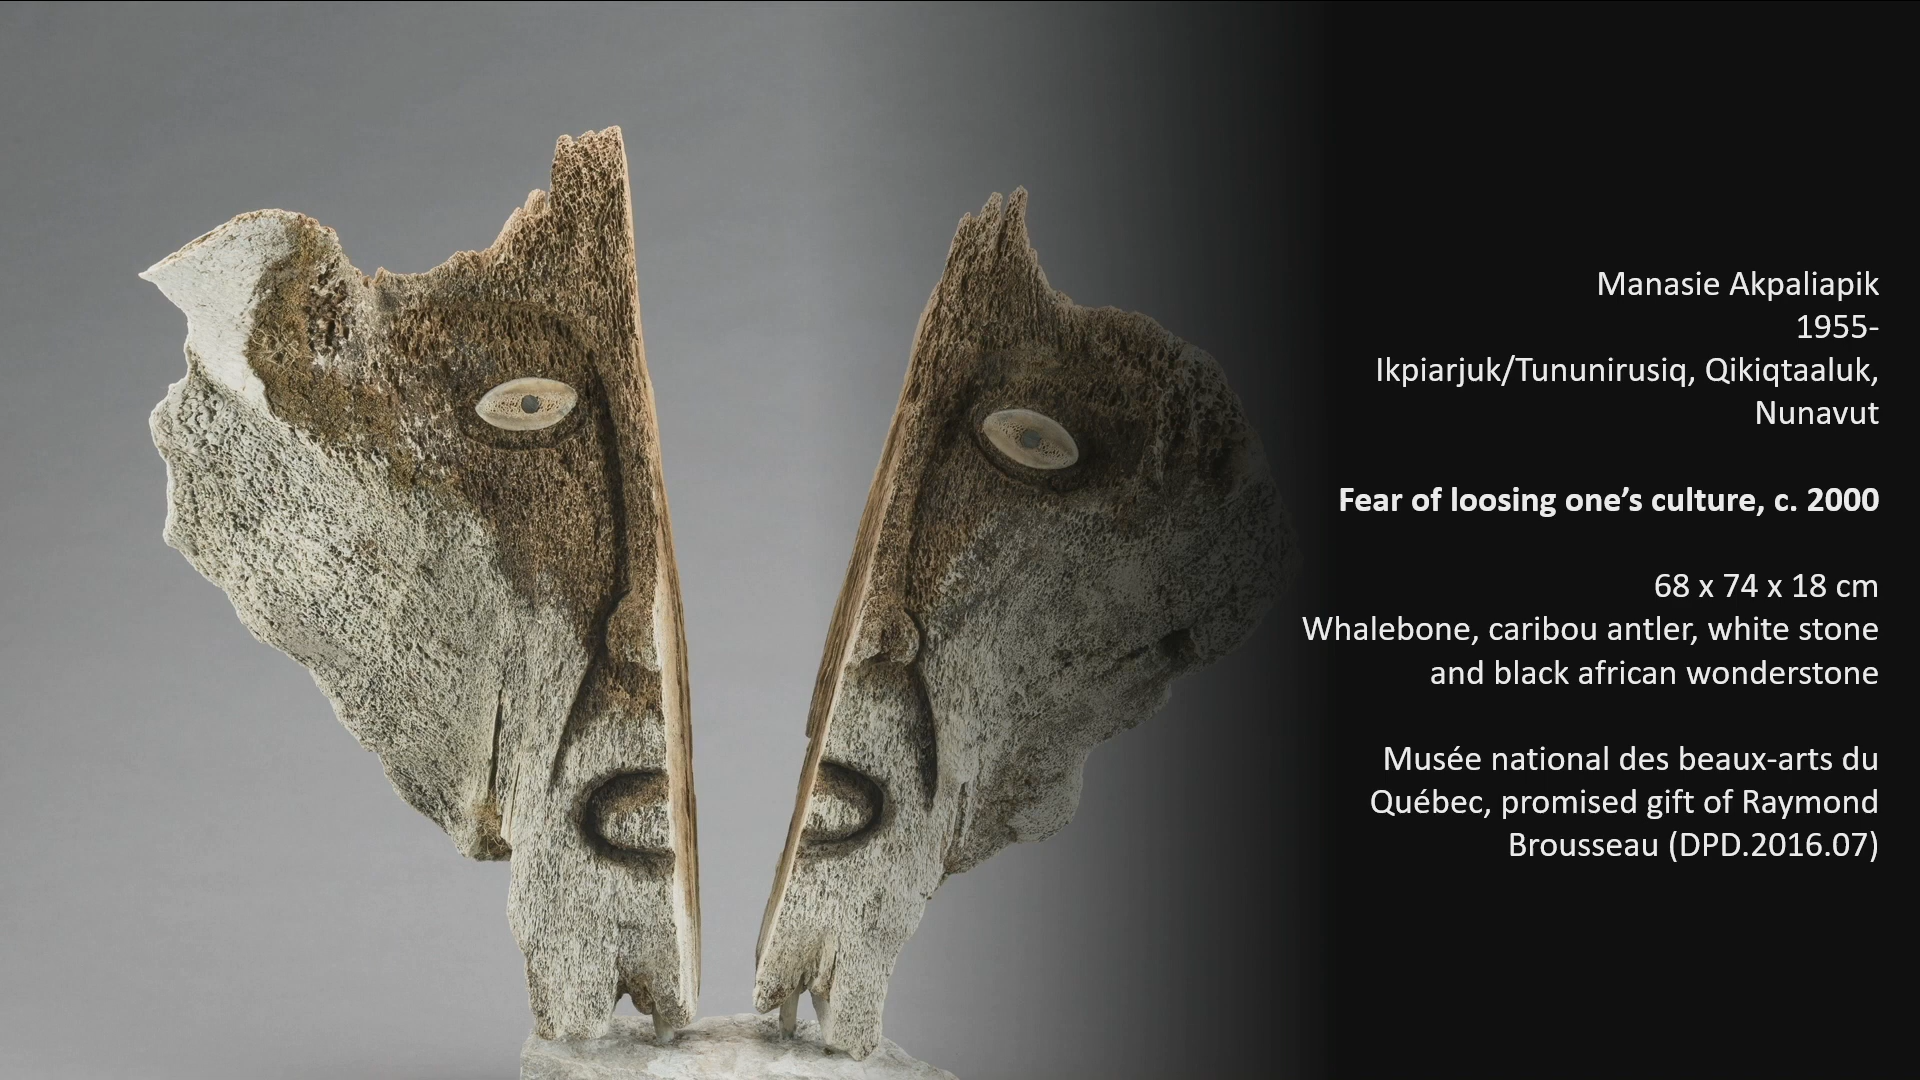 Manasie Akpaliapik
1955-
Ikpiarjuk/Tununirusiq, Qikiqtaaluk,
Nunavut
Fear of loosing one’s culture, c. 2000
68 x 74 x 18 cm
Whalebone, caribou antler, white stone
and black african wonderstone
Musée national des beaux-arts du
Québec, promised gift of Raymond
Brousseau (DPD.2016.07)